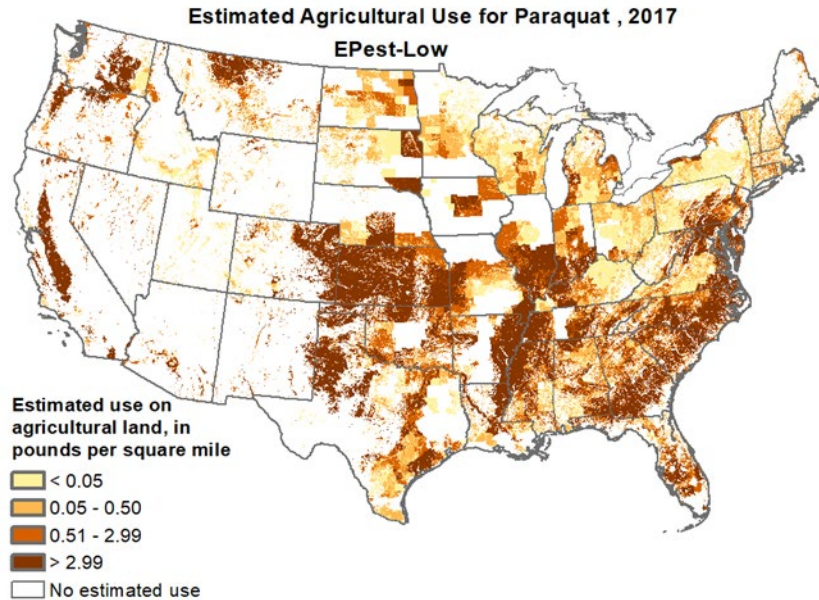 Estimated Agricultural Use for Paraquat , 2017
EPest-Low
Estimated use on
agricultural land, in
pounds per square mile
< 0.05
0.05 - 0.50
0.51 - 2.99
> 2.99
No estimated use